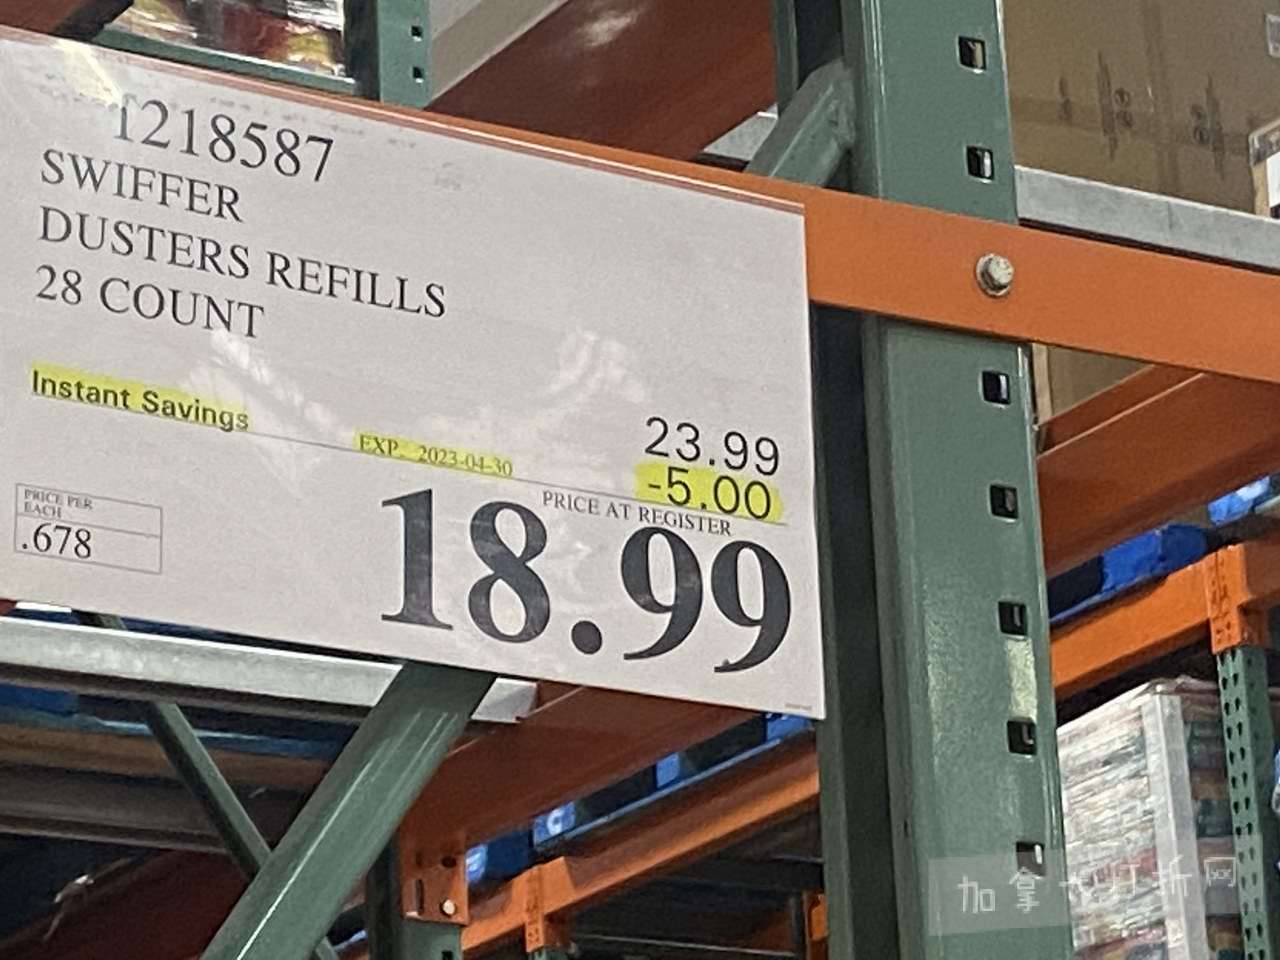 1218587
SWIFFER
DUSTERS REFILLS
28 COUNT
Instant Savings
EXP. 2023-04-30
23.99
-5.00
PRICE AT REGISTER
18.99
PRICE PER
EACH
.678
加拿大打折网